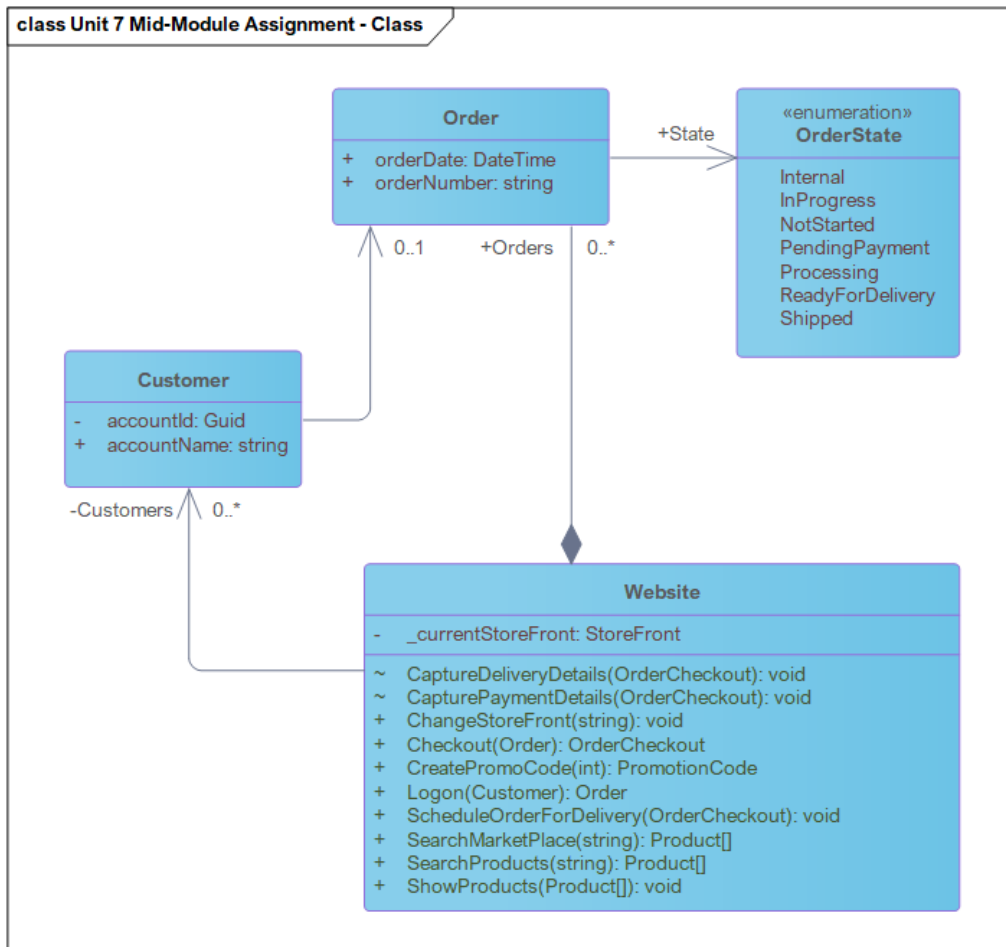 class Unit 7 Mid-Module Assignment - Class
Order
+ orderDate: DateTime
+ orderNumber: string
+State
«enumeration»
OrderState
Internal
InProgress
NotStarted
PendingPayment
Processing
ReadyForDelivery
Shipped
0..1
+Orders
0..*
Customer
- accountId: Guid
+ accountName: string
-Customers
0..*
Website
- _currentStoreFront: StoreFront
~ CaptureDeliveryDetails(OrderCheckout): void
~ CapturePaymentDetails(OrderCheckout): void
+ ChangeStoreFront(string): void
+ Checkout(Order): OrderCheckout
+ CreatePromoCode(int): PromotionCode
+ Logon(Customer): Order
+ ScheduleOrderForDelivery(OrderCheckout): void
+ SearchMarketPlace(string): Product[]
+ SearchProducts(string): Product[]
+ ShowProducts(Product[]): void